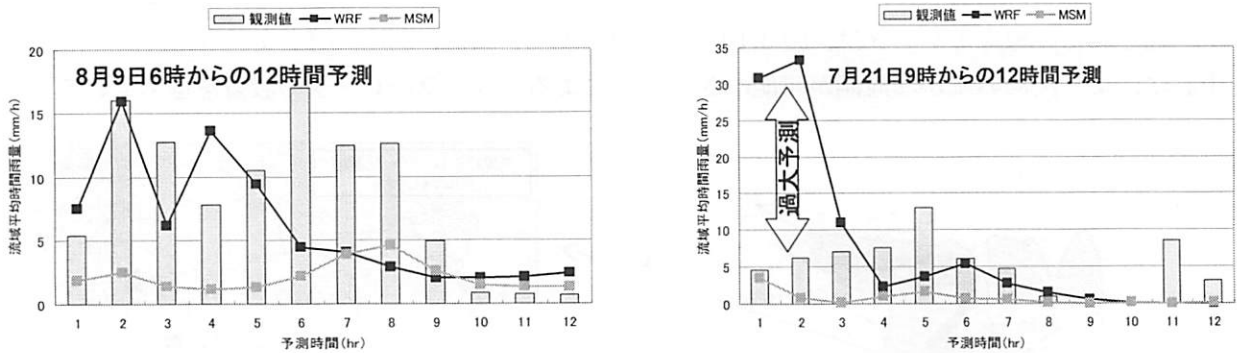 観測値 WRF MSM
8月9日6時からの12時間予測
流域平均時間雨量(mm/h)
20
15
10
5
0
1 2 3 4 5 6 7 8 9 10 11 12
予測時間(hr)
観測値 WRF MSM
7月21日9時からの12時間予測
過大予測
流域平均時間雨量(mm/h)
35
30
25
20
15
10
5
0
1 2 3 4 5 6 7 8 9 10 11 12
予測時間(hr)